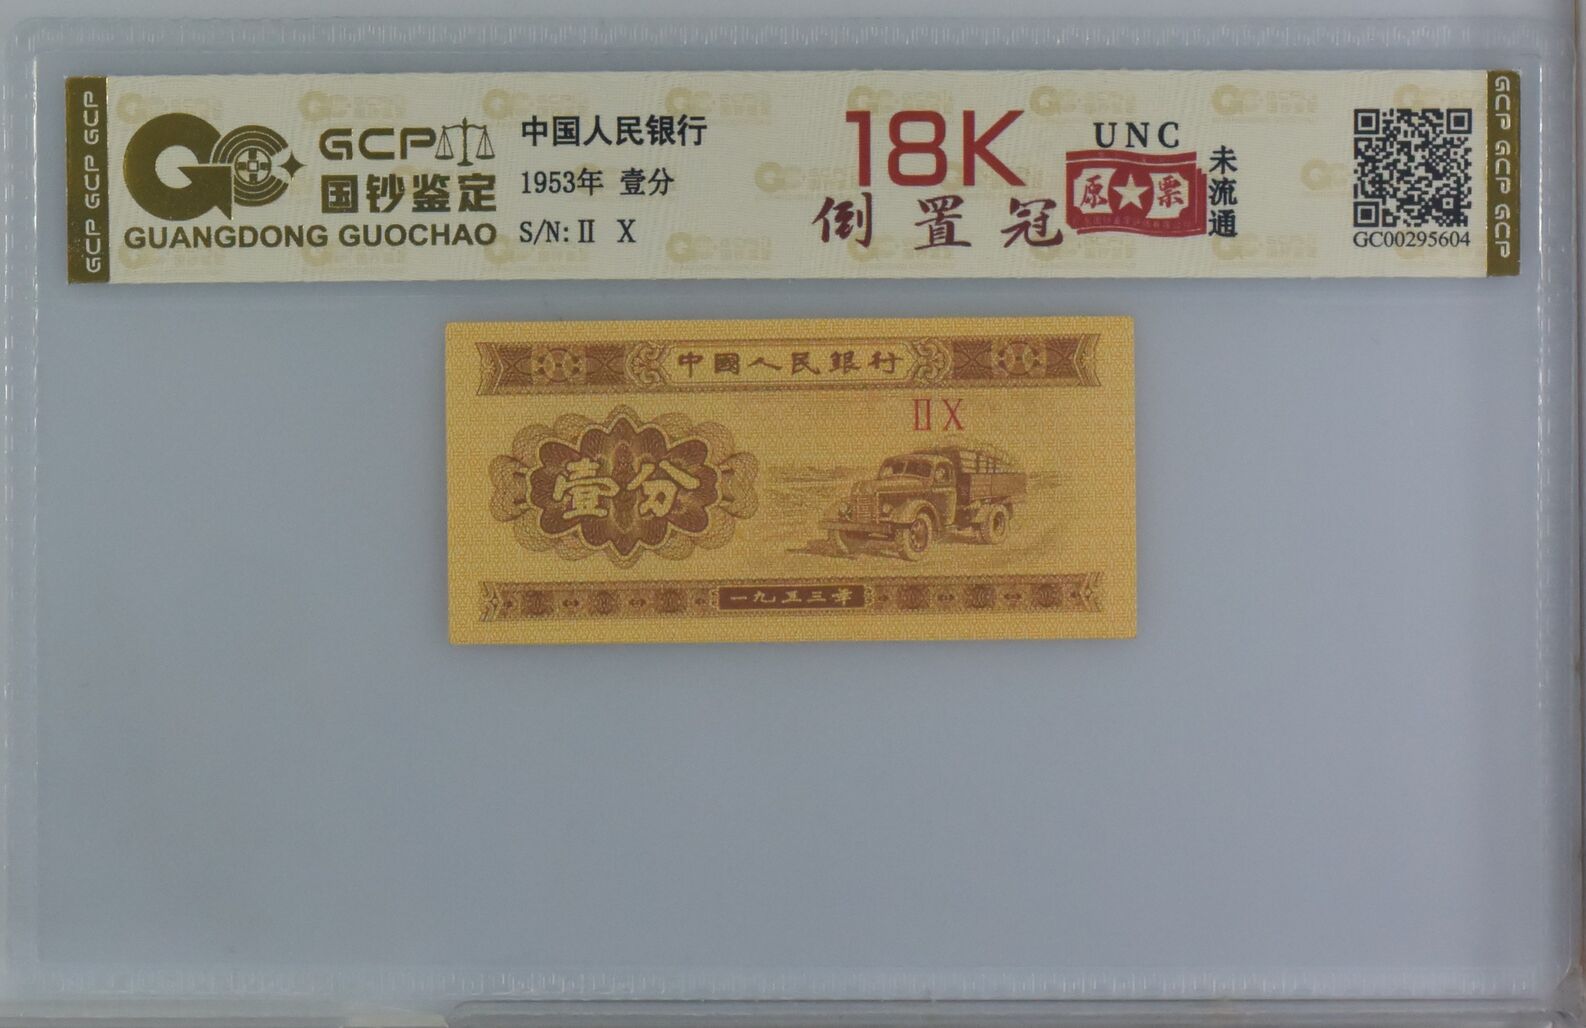 GCP GCP GCP
GCP
国钞鉴定
GUANGDONG GUOCHAO
中国人民银行
1953年 壹分
S/N: II X
18K
倒置冠
UNC
原★票
未流通
GC00295604
GCP GCP GCP
中國人民銀行
II X
壹分
一九五三年